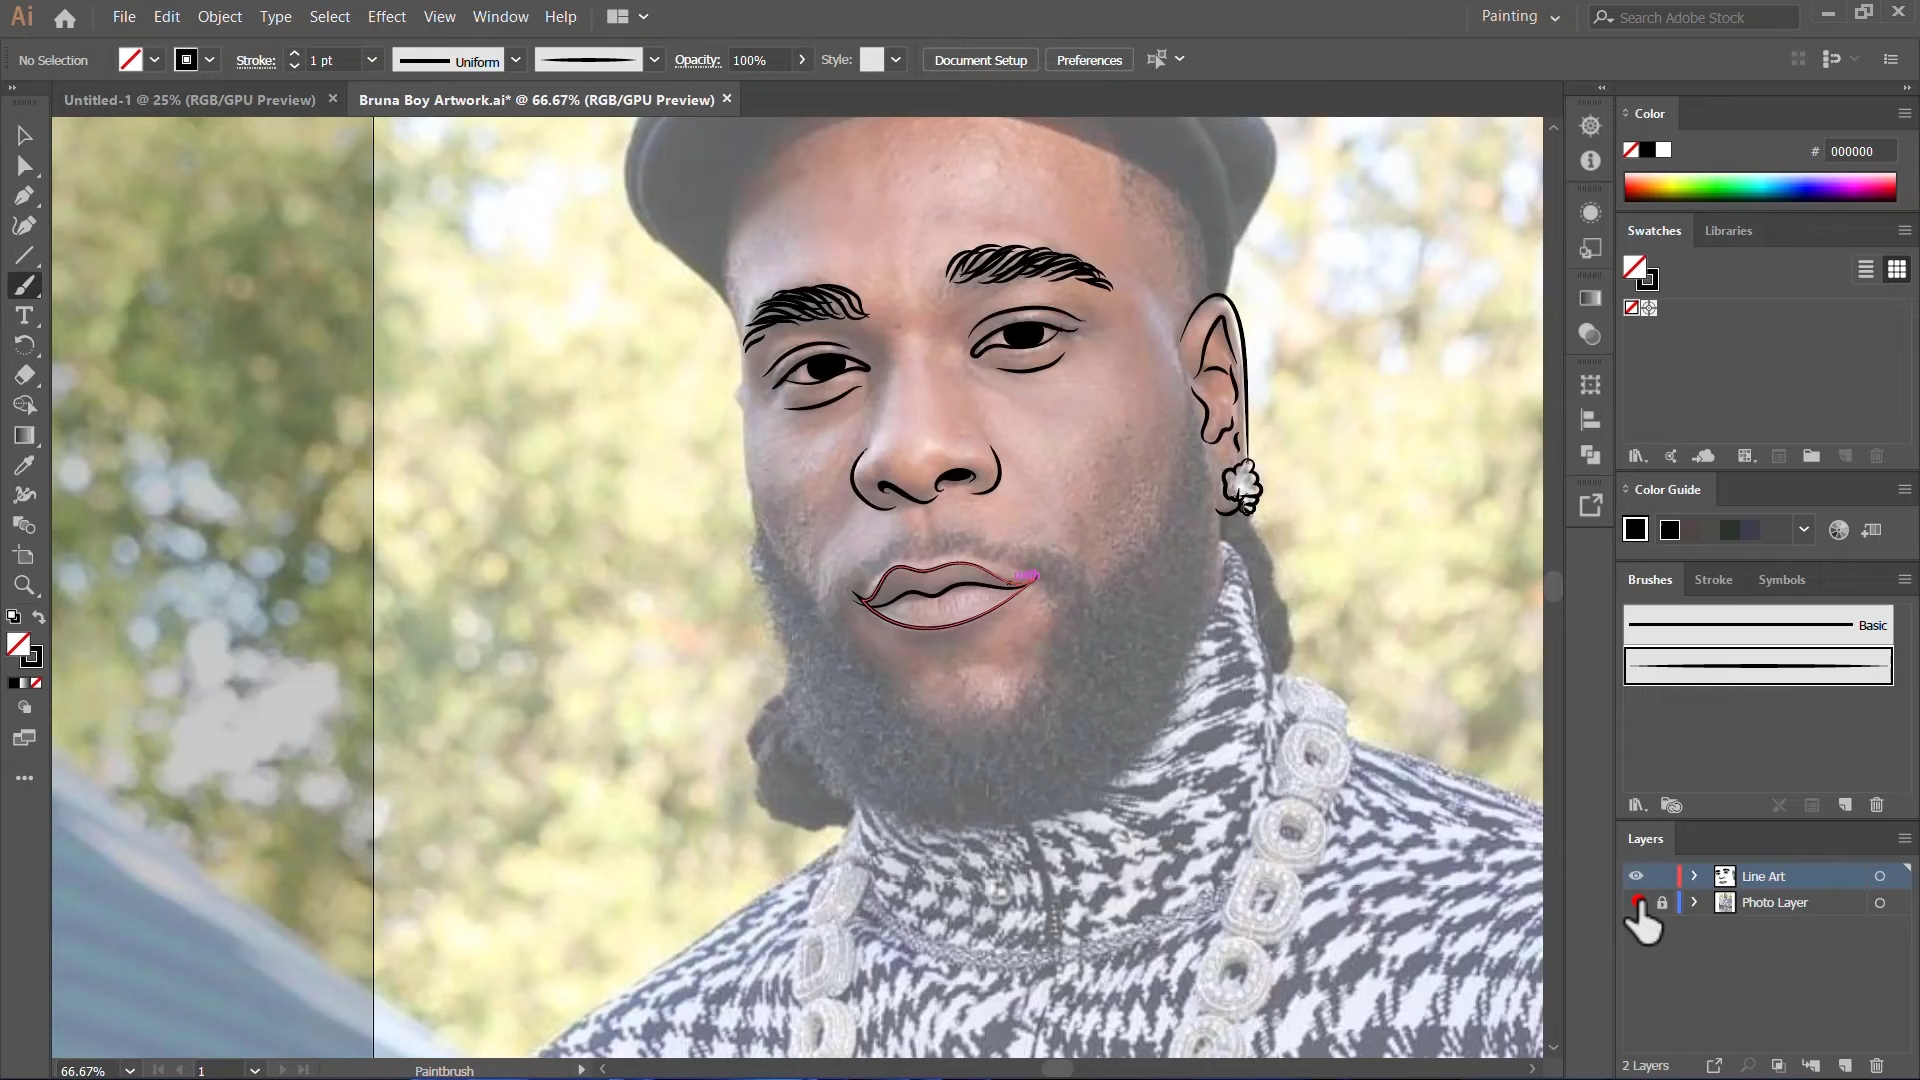 Ai File Edit Object Type Select Effect View Window Help Painting Search Adobe Stock
No Selection Stroke: 1 pt Uniform Opacity: 100% Style: Document Setup Preferences
Untitled-1 @ 25% (RGB/GPU Preview) Bruna Boy Artwork.ai* @ 66.67% (RGB/GPU Preview)
Color
# 000000
Swatches Libraries
Color Guide
Brushes Stroke Symbols
Basic
Layers
Line Art
Photo Layer
2 Layers
66.67% 1 Paintbrush